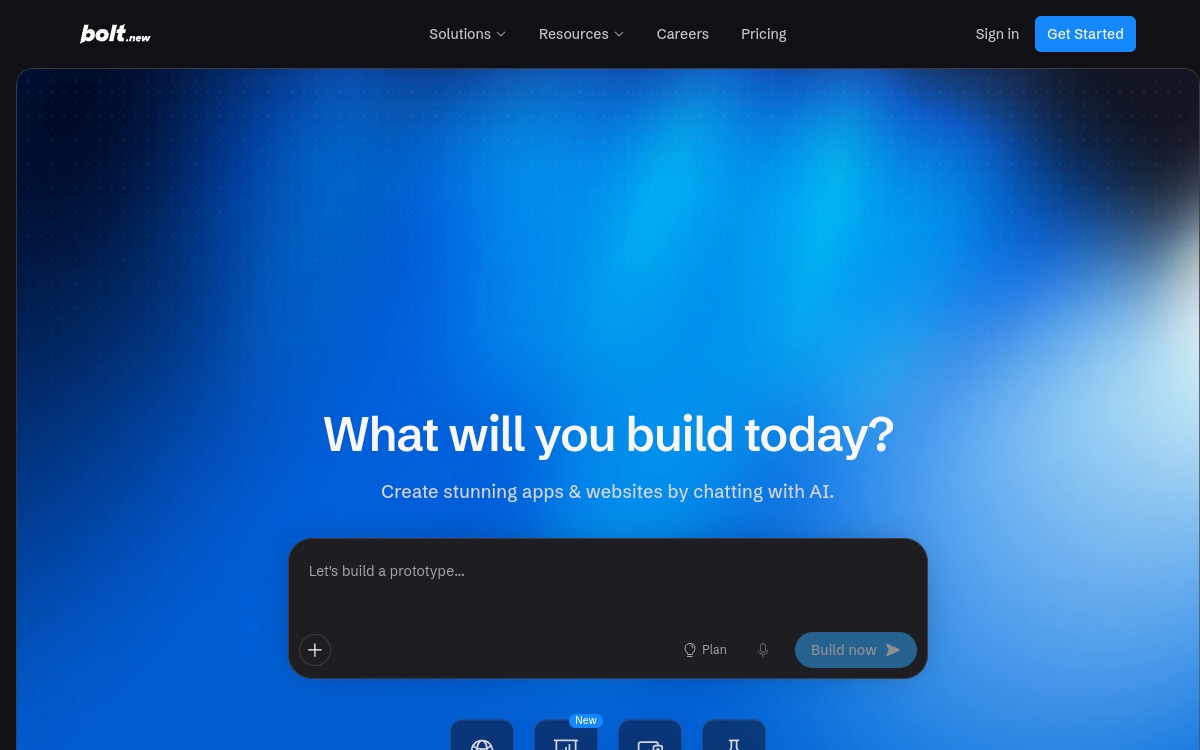 bolt.new
Solutions
Resources
Careers
Pricing
Sign in
Get Started
What will you build today?
Create stunning apps & websites by chatting with AI.
Let's build a prototype...
Plan
Build now
New